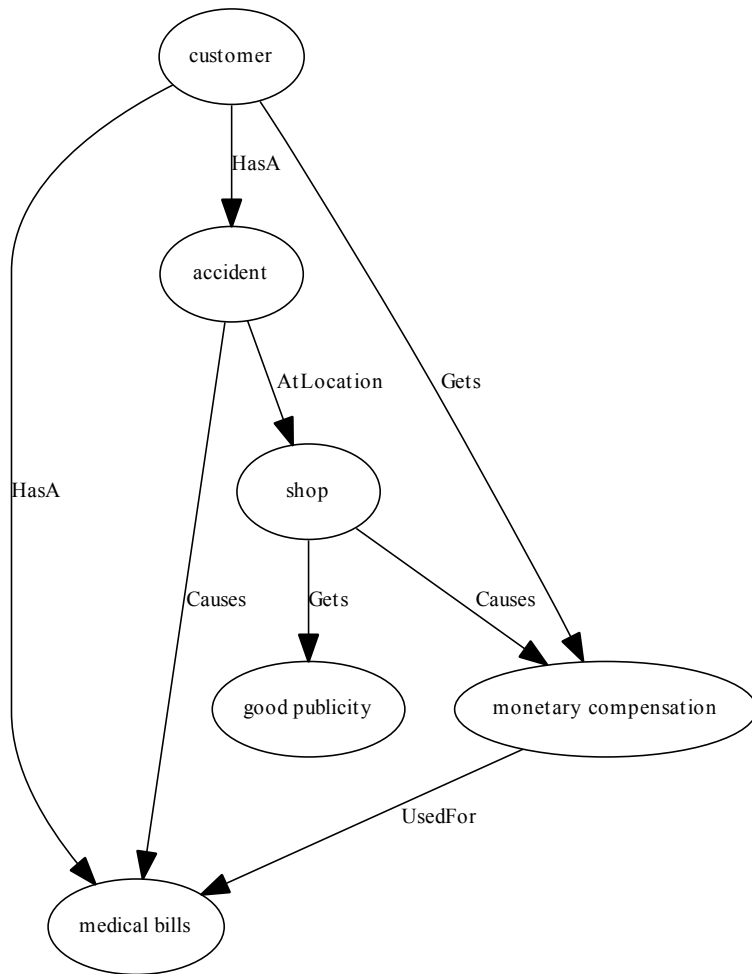 customer
HasA
accident
AtLocation
Gets
shop
HasA
Causes
Gets
Causes
good publicity
monetary compensation
UsedFor
medical bills